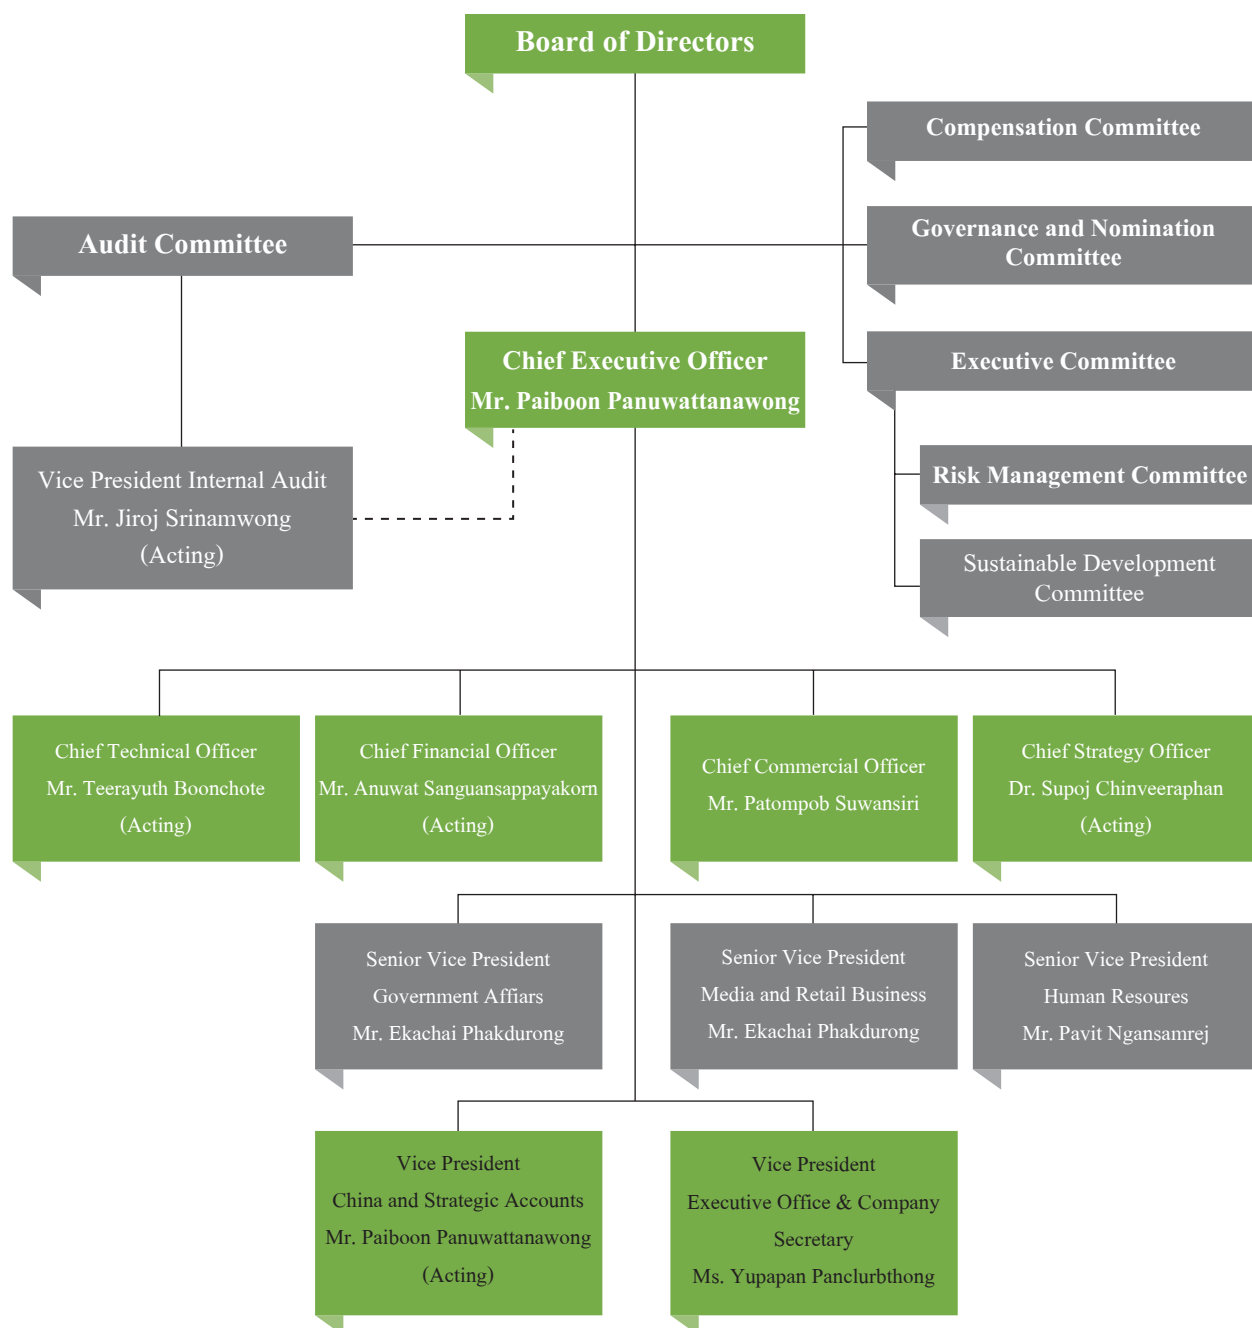 Board of Directors
Compensation Committee
Audit Committee
Governance and Nomination
Committee
Chief Executive Officer
Mr. Paiboon Panuwattanawong
Executive Committee
Vice President Internal Audit
Mr. Jiroj Srinamwong
(Acting)
Risk Management Committee
Sustainable Development
Committee
Chief Technical Officer
Mr. Teerayuth Boonchote
(Acting)
Chief Financial Officer
Mr. Anuwat Sanguansappayakorn
(Acting)
Chief Commercial Officer
Mr. Patompob Suwansiri
Chief Strategy Officer
Dr. Supoj Chinveeraphan
(Acting)
Senior Vice President
Government Affiars
Mr. Ekachai Phakdurong
Senior Vice President
Media and Retail Business
Mr. Ekachai Phakdurong
Senior Vice President
Human Resoures
Mr. Pavit Ngansamrej
Vice President
China and Strategic Accounts
Mr. Paiboon Panuwattanawong
(Acting)
Vice President
Executive Office & Company
Secretary
Ms. Yupapan Panclurbthong